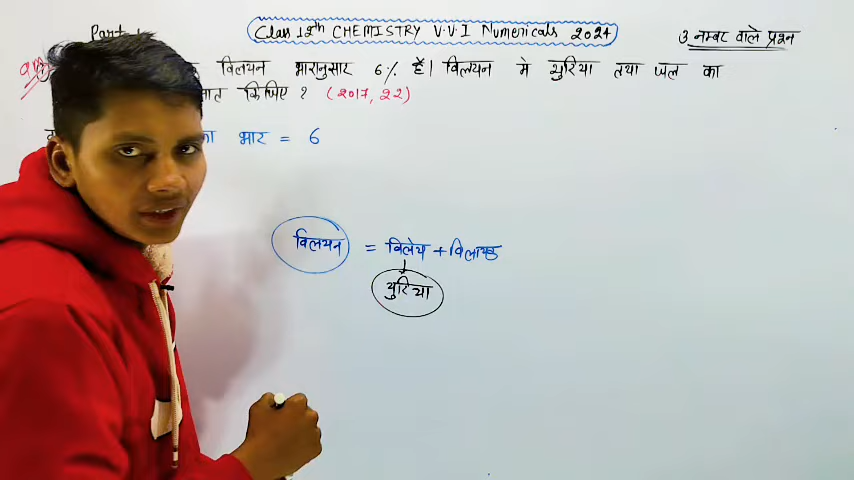 Part
Class 12th CHEMISTRY V.V.I Numericals 2024
3 नम्बर वाले प्रश्न
विलयन भारानुसार 6% है। विलयन मे युरिया तथा जल का
ज्ञात किजिए ? (2017, 22)
का भार = 6
विलयन = विलेय + विलायक
युरिया